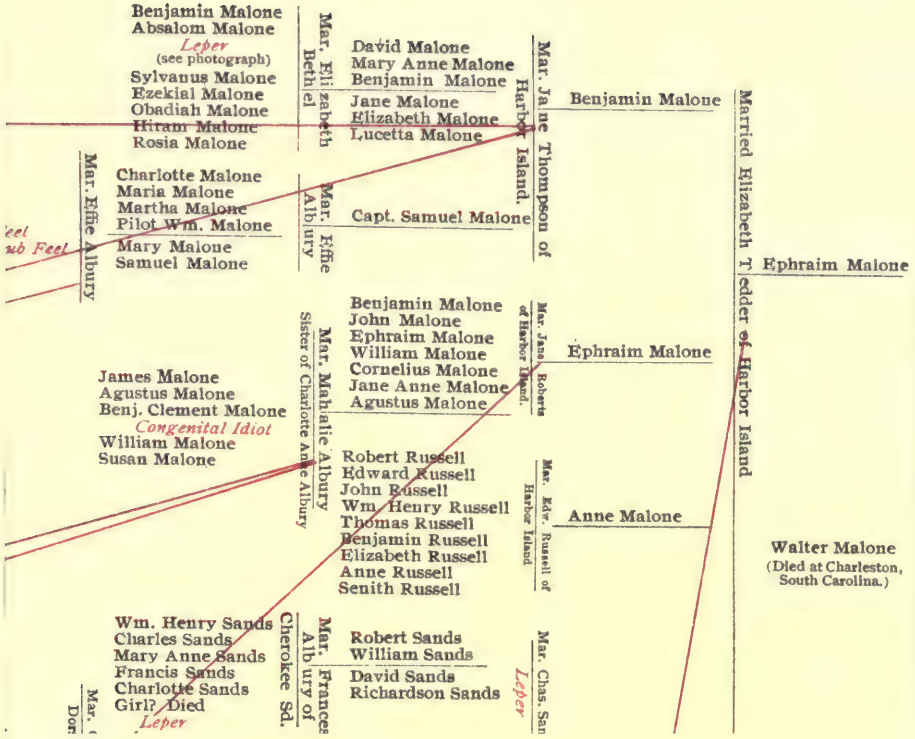 Benjamin Malone
Absalom Malone
Leper
(see photograph)
Sylvanus Malone
Ezekial Malone
Obadiah Malone
Hiram Malone
Rosia Malone
Mar. Elizabeth
Bethel
David Malone
Mary Anne Malone
Benjamin Malone
Jane Malone
Elizabeth Malone
Lucetta Malone
Mar. Jane Thompson of
Harbor Island.
Benjamin Malone
Married Elizabeth Tedder of Harbor Island
Ephraim Malone
Mar. Effie Albury
Charlotte Malone
Maria Malone
Martha Malone
Pilot Wm. Malone
Mary Malone
Samuel Malone
Mar. Effie
Albury
Capt. Samuel Malone
eel
ub Feel
James Malone
Agustus Malone
Benj. Clement Malone
Congenital Idiot
William Malone
Susan Malone
Mar. Mahialie Albury
Sister of Charlotte Anne Albury
Benjamin Malone
John Malone
Ephraim Malone
William Malone
Cornelius Malone
Jane Anne Malone
Agustus Malone
Mar. Jane Roberts
of Harbor Island.
Ephraim Malone
Robert Russell
Edward Russell
John Russell
Wm. Henry Russell
Thomas Russell
Benjamin Russell
Elizabeth Russell
Anne Russell
Senith Russell
Mar. Edw. Russell of
Harbor Island
Anne Malone
Walter Malone
(Died at Charleston,
South Carolina.)
Wm. Henry Sands
Charles Sands
Mary Anne Sands
Francis Sands
Charlotte Sands
Girl? Died
Leper
Mar.
Dor
Mar. Frances
Albury of
Cherokee Sd.
Robert Sands
William Sands
David Sands
Richardson Sands
Mar. Chas. San
Leper